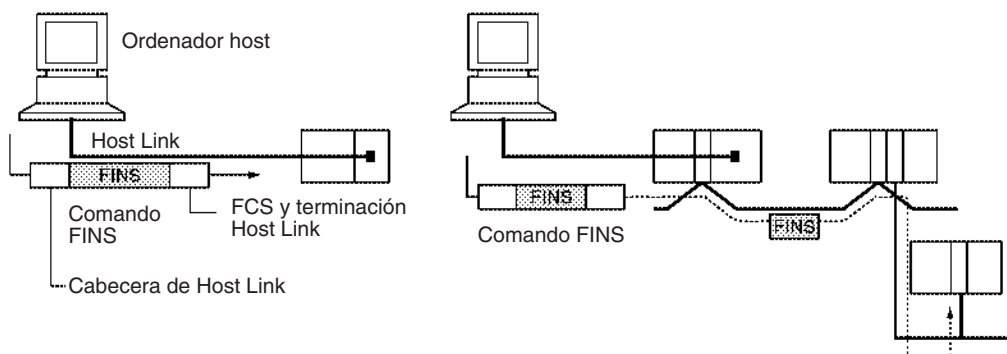 Ordenador host
Host Link
FINS
Comando
FINS
FCS y terminación
Host Link
Cabecera de Host Link
FINS
Comando FINS
FINS